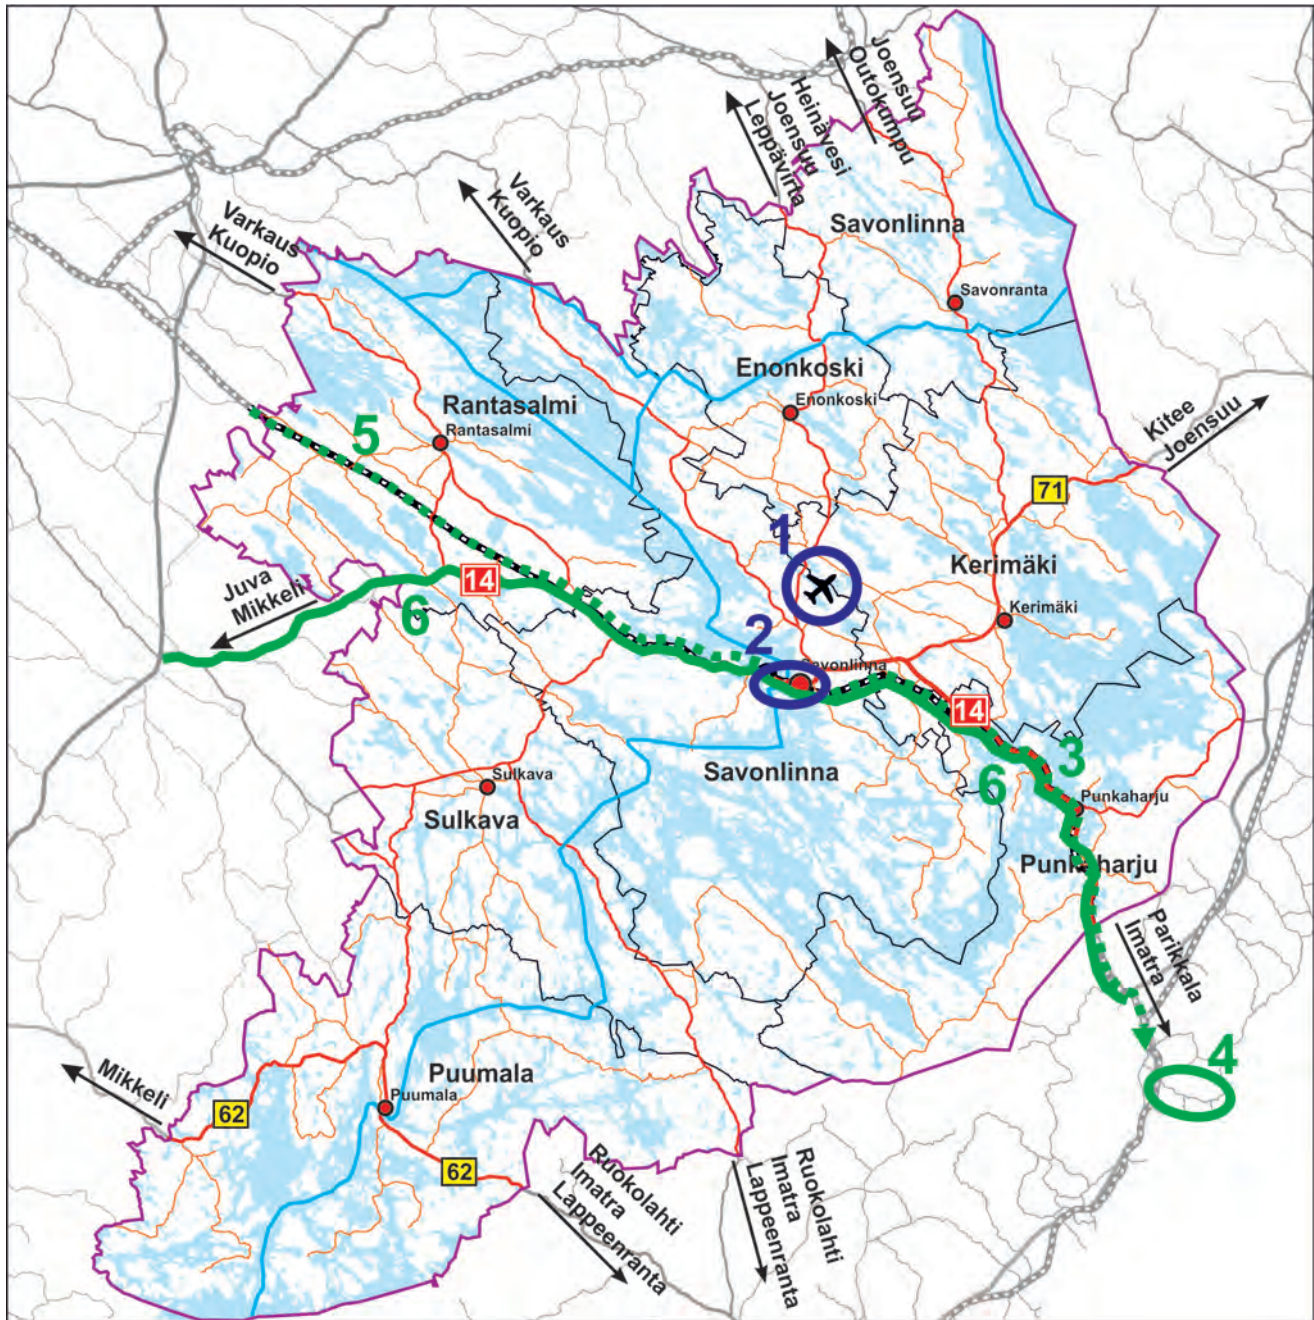 Joensuu
Outokumpu
Heinävesi
Joensuu
Leppävirta
Varkaus
Kuopio
Varkaus
Kuopio
Savonlinna
Savonranta
Enonkoski
Enonkoski
Rantasalmi
Rantasalmi
5
Kitee
Joensuu
71
1
Kerimäki
Kerimäki
Juva
Mikkeli
14
6
2
Savonlinna
14
3
6
Savonlinna
Sulkava
Sulkava
Punkaharju
Punkaharju
Parikkala
Imatra
4
Mikkeli
62
Puumala
Puumala
62
Ruokolahti
Imatra
Lappeenranta
Ruokolahti
Imatra
Lappeenranta